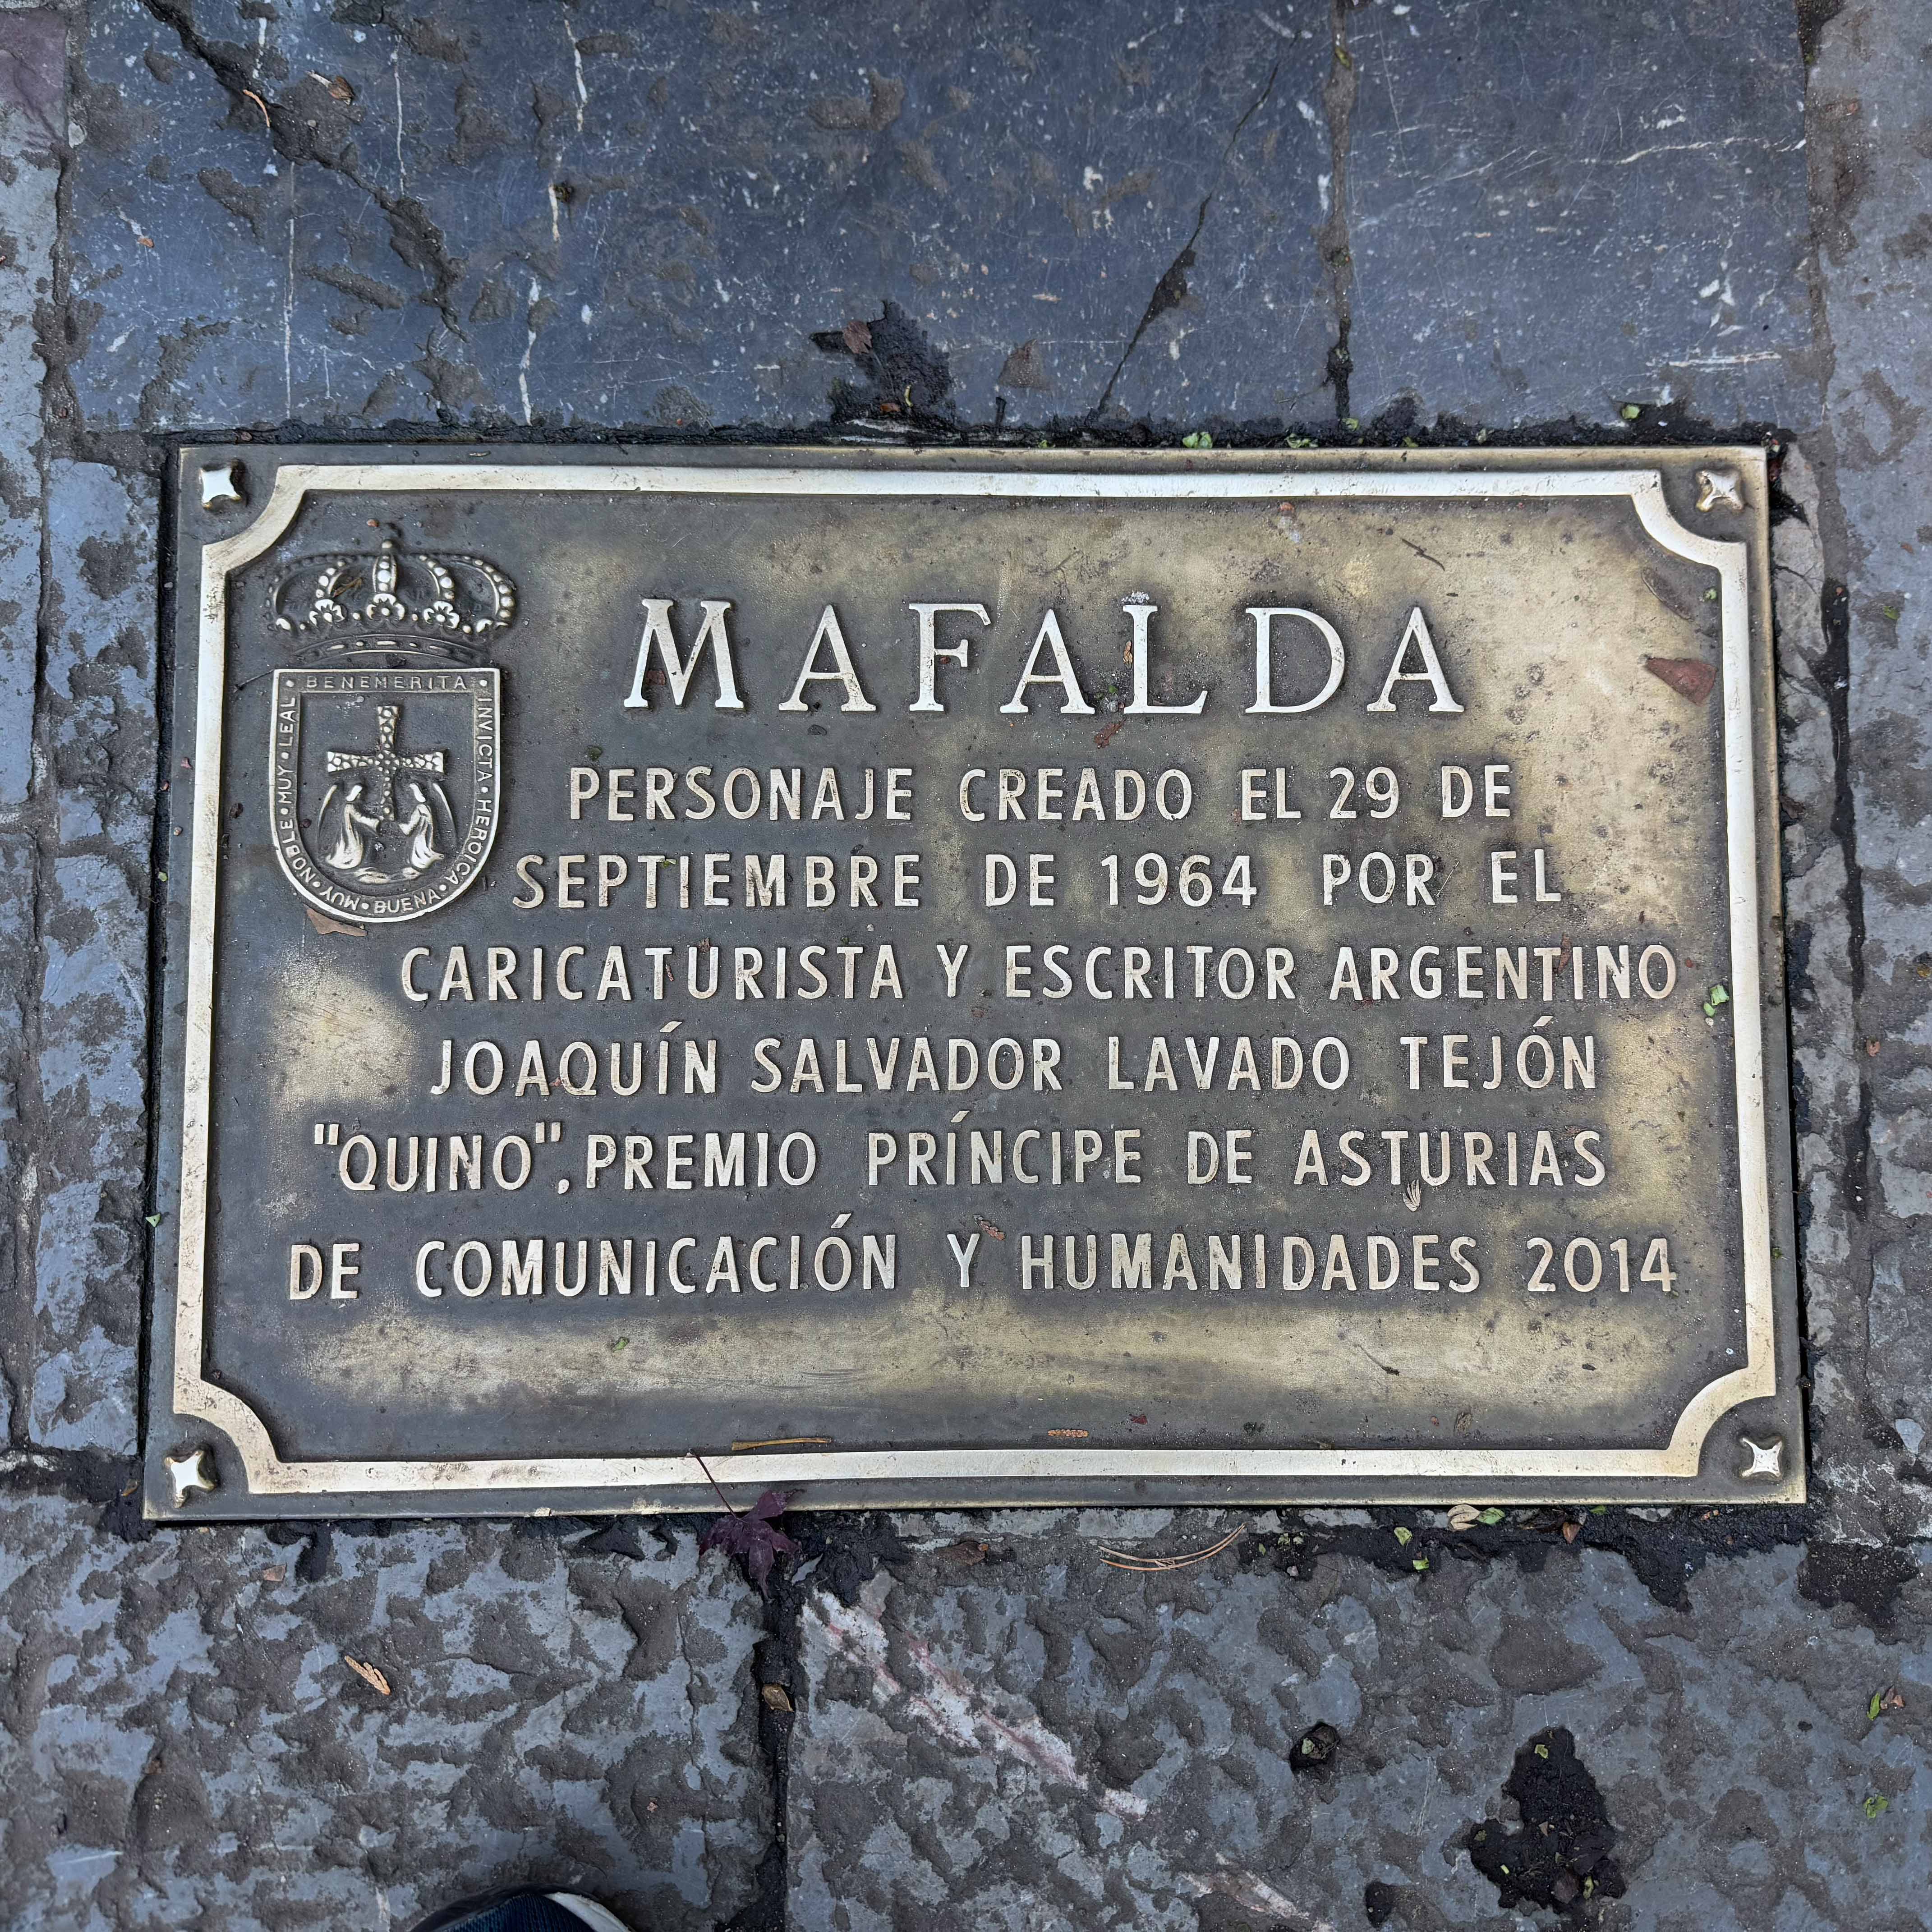 BENEMERITA
MUY·NOBLE·MUY·LEAL
INVICTA·HEROICA·BUENA
MAFALDA
PERSONAJE CREADO EL 29 DE
SEPTIEMBRE DE 1964 POR EL
CARICATURISTA Y ESCRITOR ARGENTINO
JOAQUÍN SALVADOR LAVADO TEJÓN
"QUINO", PREMIO PRÍNCIPE DE ASTURIAS
DE COMUNICACIÓN Y HUMANIDADES 2014